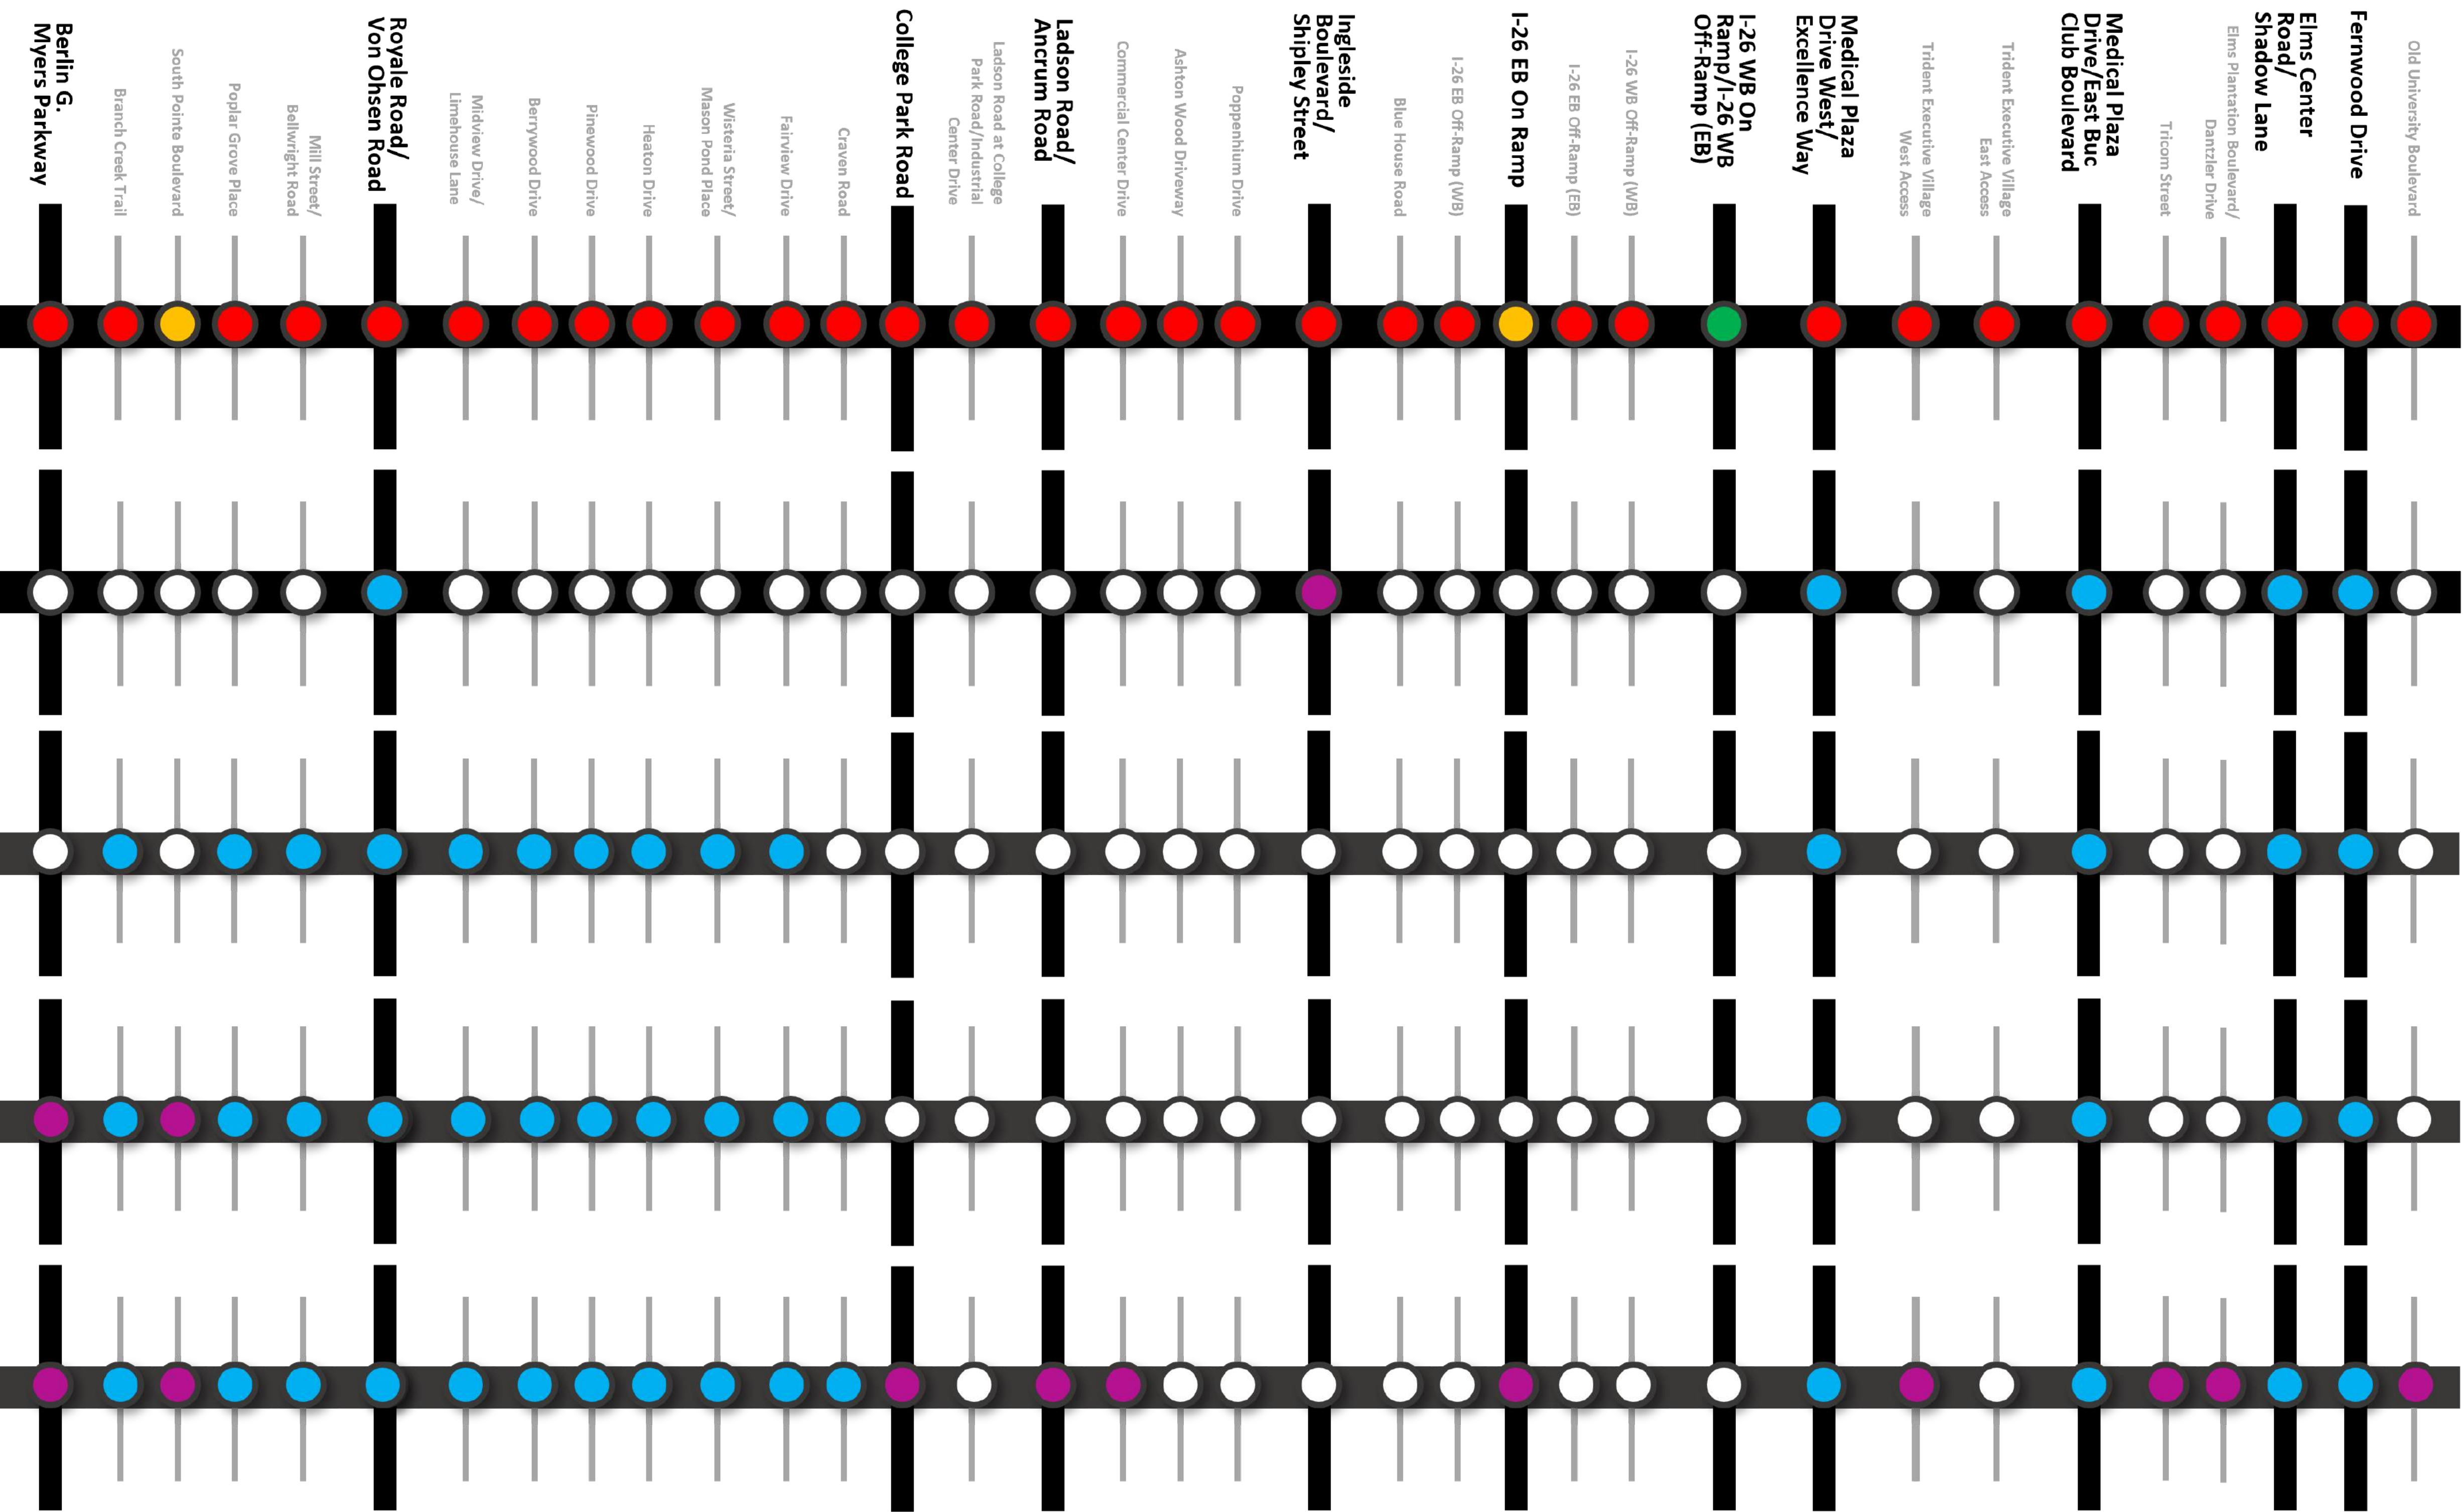 Berlin G.
Myers Parkway
Branch Creek Trail
South Pointe Boulevard
Poplar Grove Place
Mill Street/
Bellwright Road
Royale Road/
Von Ohsen Road
Midview Drive/
Limehouse Lane
Berrywood Drive
Pinewood Drive
Heaton Drive
Wisteria Street/
Mason Pond Place
Fairview Drive
Craven Road
College Park Road
Ladson Road at College
Park Road/Industrial
Center Drive
Ladson Road/
Ancrum Road
Commercial Center Drive
Ashton Wood Driveway
Poppenhium Drive
Ingleside
Boulevard/
Shipley Street
Blue House Road
I-26 EB Off-Ramp (WB)
I-26 EB On Ramp
I-26 EB Off-Ramp (EB)
I-26 WB Off-Ramp (WB)
I-26 WB On
Ramp/I-26 WB
Off-Ramp (EB)
Medical Plaza
Drive West/
Excellence Way
Trident Executive Village
West Access
Trident Executive Village
East Access
Medical Plaza
Drive/East Buc
Club Boulevard
Tricom Street
Elms Plantation Boulevard/
Dantzler Drive
Elms Center
Road/
Shadow Lane
Fernwood Drive
Old University Boulevard